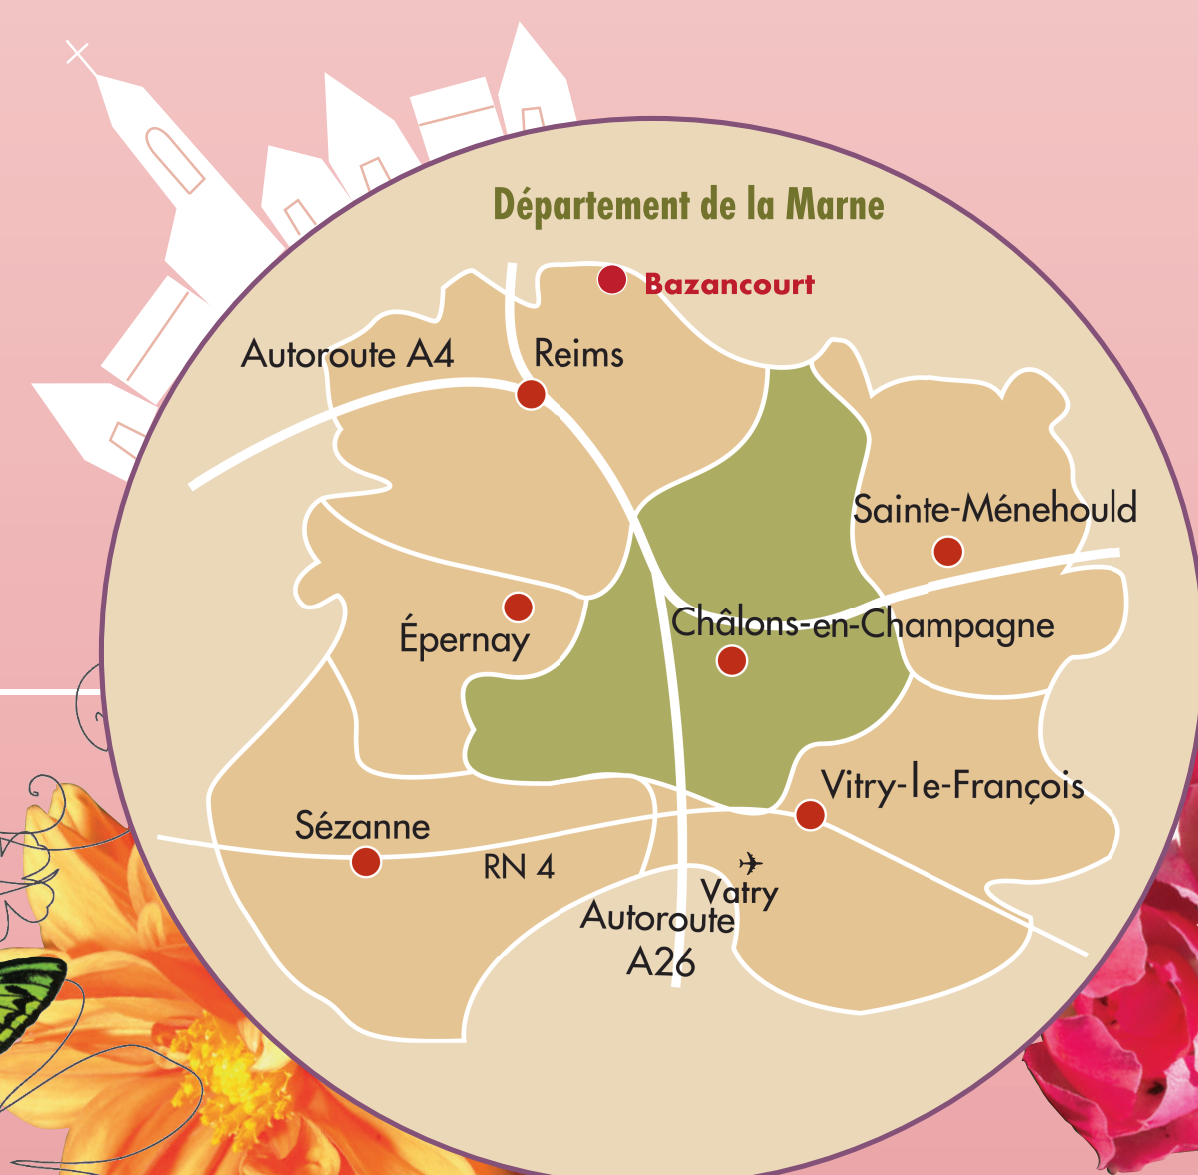 Département de la Marne
Bazancourt
Autoroute A4
Reims
Sainte-Ménehould
Châlons-en-Champagne
Épernay
Vitry-le-François
Sézanne
RN 4
Vatry
Autoroute
A26